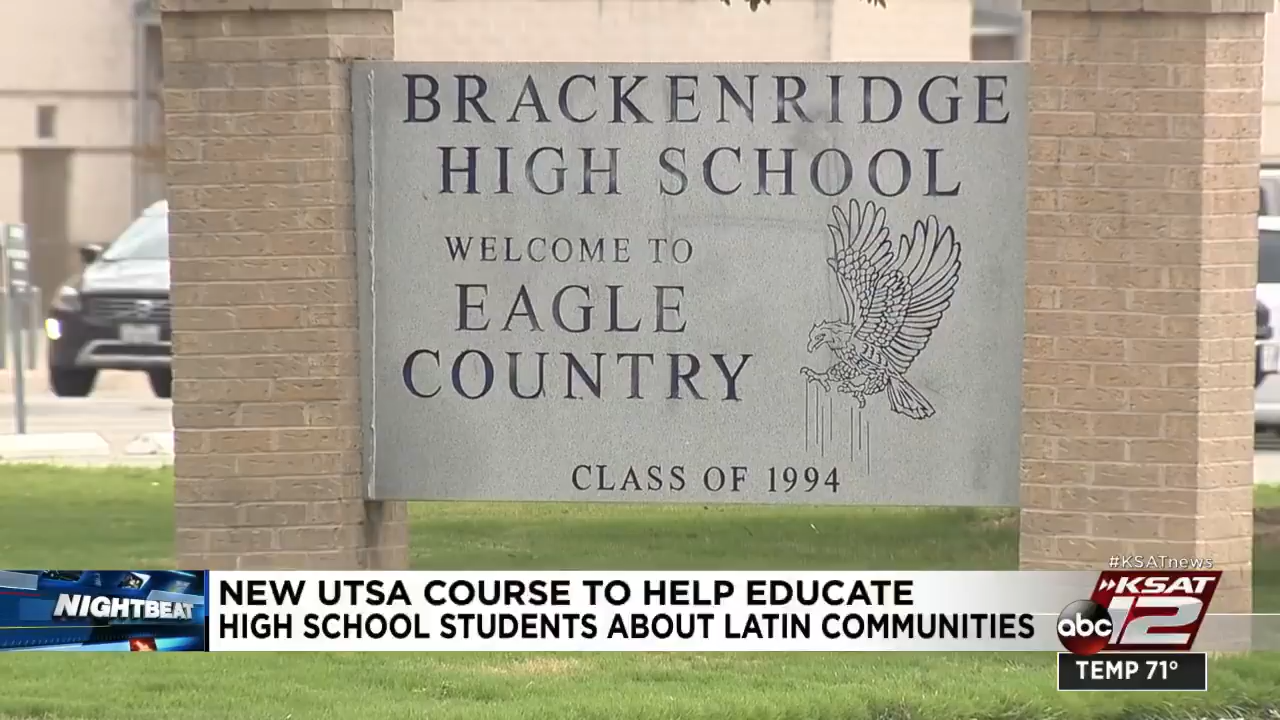 BRACKENRIDGE
HIGH SCHOOL
WELCOME TO
EAGLE
COUNTRY
CLASS OF 1994
#KSATnews
NIGHTBEAT
NEW UTSA COURSE TO HELP EDUCATE
HIGH SCHOOL STUDENTS ABOUT LATIN COMMUNITIES
KSAT
abc 12
TEMP 71°